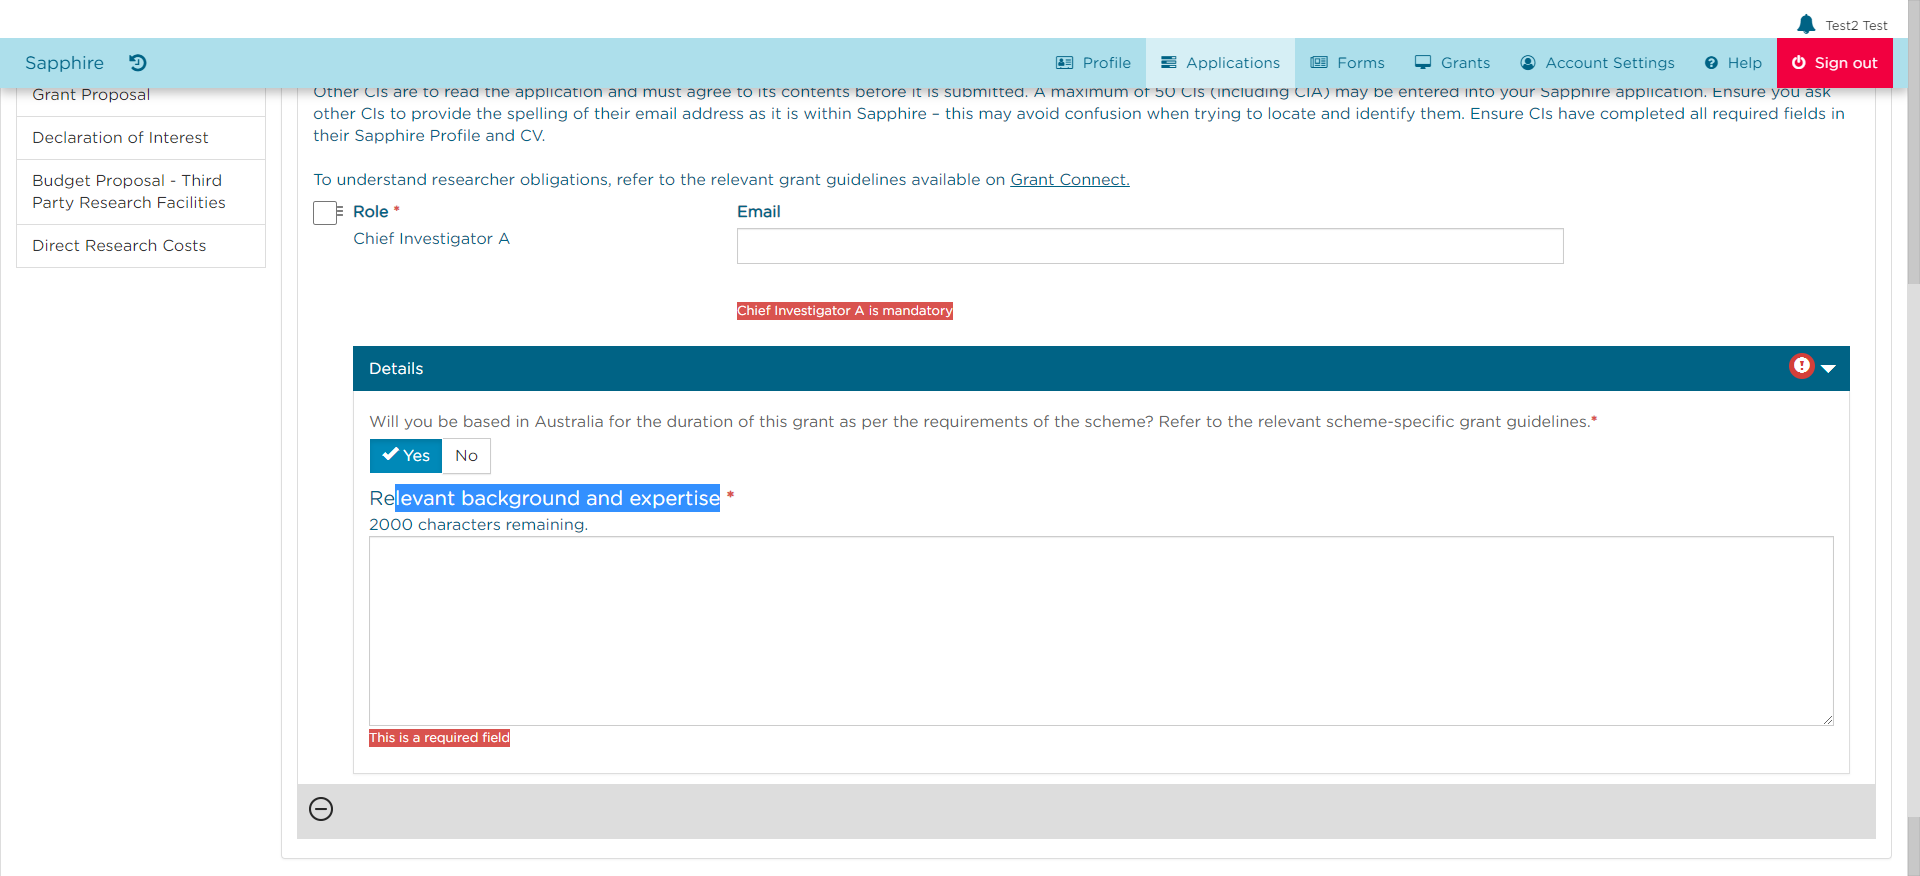 Test2 Test
Sapphire
Profile
Applications
Forms
Grants
Account Settings
Help
Sign out
Grant Proposal
Declaration of Interest
Budget Proposal - Third
Party Research Facilities
Direct Research Costs
Other CIs are to read the application and must agree to its contents before it is submitted. A maximum of 50 CIs (including CIA) may be entered into your Sapphire application. Ensure you ask
other CIs to provide the spelling of their email address as it is within Sapphire – this may avoid confusion when trying to locate and identify them. Ensure CIs have completed all required fields in
their Sapphire Profile and CV.
To understand researcher obligations, refer to the relevant grant guidelines available on Grant Connect.
Role *
Email
Chief Investigator A
Chief Investigator A is mandatory
Details
Will you be based in Australia for the duration of this grant as per the requirements of the scheme? Refer to the relevant scheme-specific grant guidelines.*
Yes
No
Relevant background and expertise *
2000 characters remaining.
This is a required field